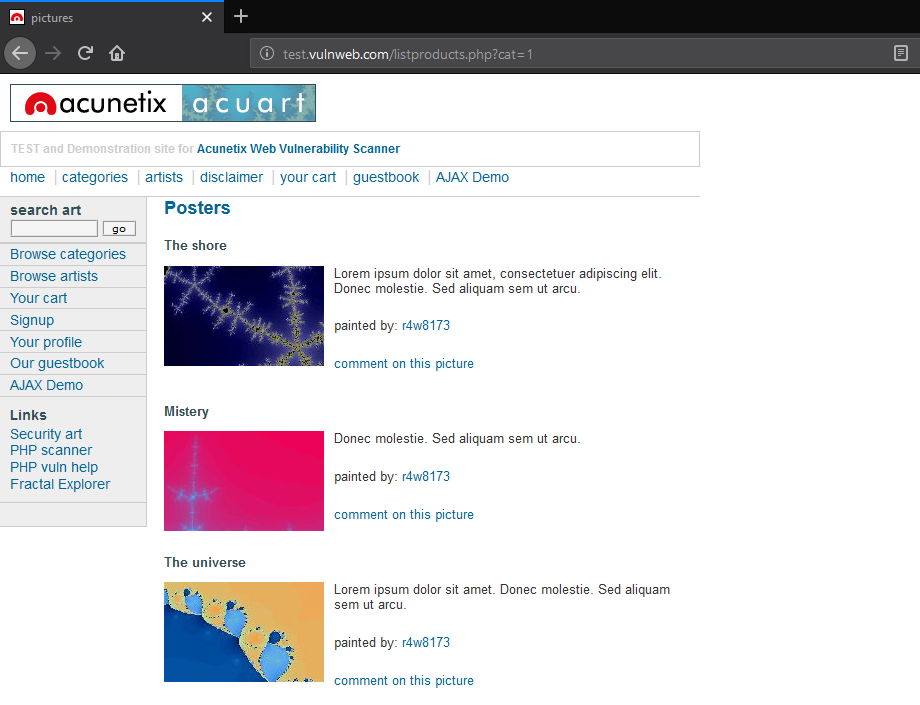 pictures
test.vulnweb.com/listproducts.php?cat=1
acunetix acuart
TEST and Demonstration site for Acunetix Web Vulnerability Scanner
home | categories | artists | disclaimer | your cart | guestbook | AJAX Demo
search art
go
Browse categories
Browse artists
Your cart
Signup
Your profile
Our guestbook
AJAX Demo
Links
Security art
PHP scanner
PHP vuln help
Fractal Explorer
Posters
The shore
Lorem ipsum dolor sit amet, consectetuer adipiscing elit.
Donec molestie. Sed aliquam sem ut arcu.
painted by: r4w8173
comment on this picture
Mistery
Donec molestie. Sed aliquam sem ut arcu.
painted by: r4w8173
comment on this picture
The universe
Lorem ipsum dolor sit amet. Donec molestie. Sed aliquam
sem ut arcu.
painted by: r4w8173
comment on this picture